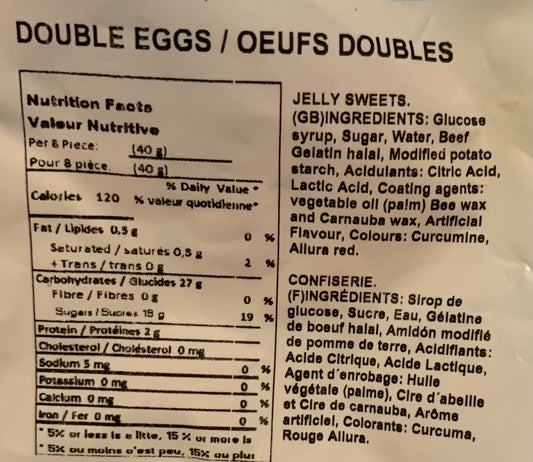 DOUBLE EGGS / OEUFS DOUBLES
Nutrition Facts
Valeur Nutritive
Per 8 Piece: (40 g)
Pour 8 pièce. (40 g)
% Daily Value *
Calories 120 % valeur quotidienne*
Fat / Lipides 0,5 g 0 %
Saturated / saturés 0,5 g
+ Trans / trans 0 g 2 %
Carbohydrates / Glucides 27 g
Fibre / Fibres 0 g 0 %
Sugars / Sucres 19 g 19 %
Protein / Protéines 2 g
Cholesterol / Cholésterol 0 mg
Sodium 5 mg 0 %
Potassium 0 mg 0 %
Calcium 0 mg 0 %
Iron / Fer 0 mg 0 %
* 5% or less is a litte, 15 % or more is
* 5% ou moins c'est peu, 15% ou plus
JELLY SWEETS.
(GB)INGREDIENTS: Glucose
syrup, Sugar, Water, Beef
Gelatin halal, Modified potato
starch, Acidulants: Citric Acid,
Lactic Acid, Coating agents:
vegetable oil (palm) Bee wax
and Carnauba wax, Artificial
Flavour, Colours: Curcumine,
Allura red.
CONFISERIE.
(F)INGRÉDIENTS: Sirop de
glucose, Sucre, Eau, Gélatine
de boeuf halal, Amidón modifié
de pomme de terre, Acidifiants:
Acide Citrique, Acide Lactique,
Agent d´enrobage: Huile
végétale (palme), Cire d´abeille
et Cire de carnauba, Arôme
artificiel, Colorants: Curcuma,
Rouge Allura.